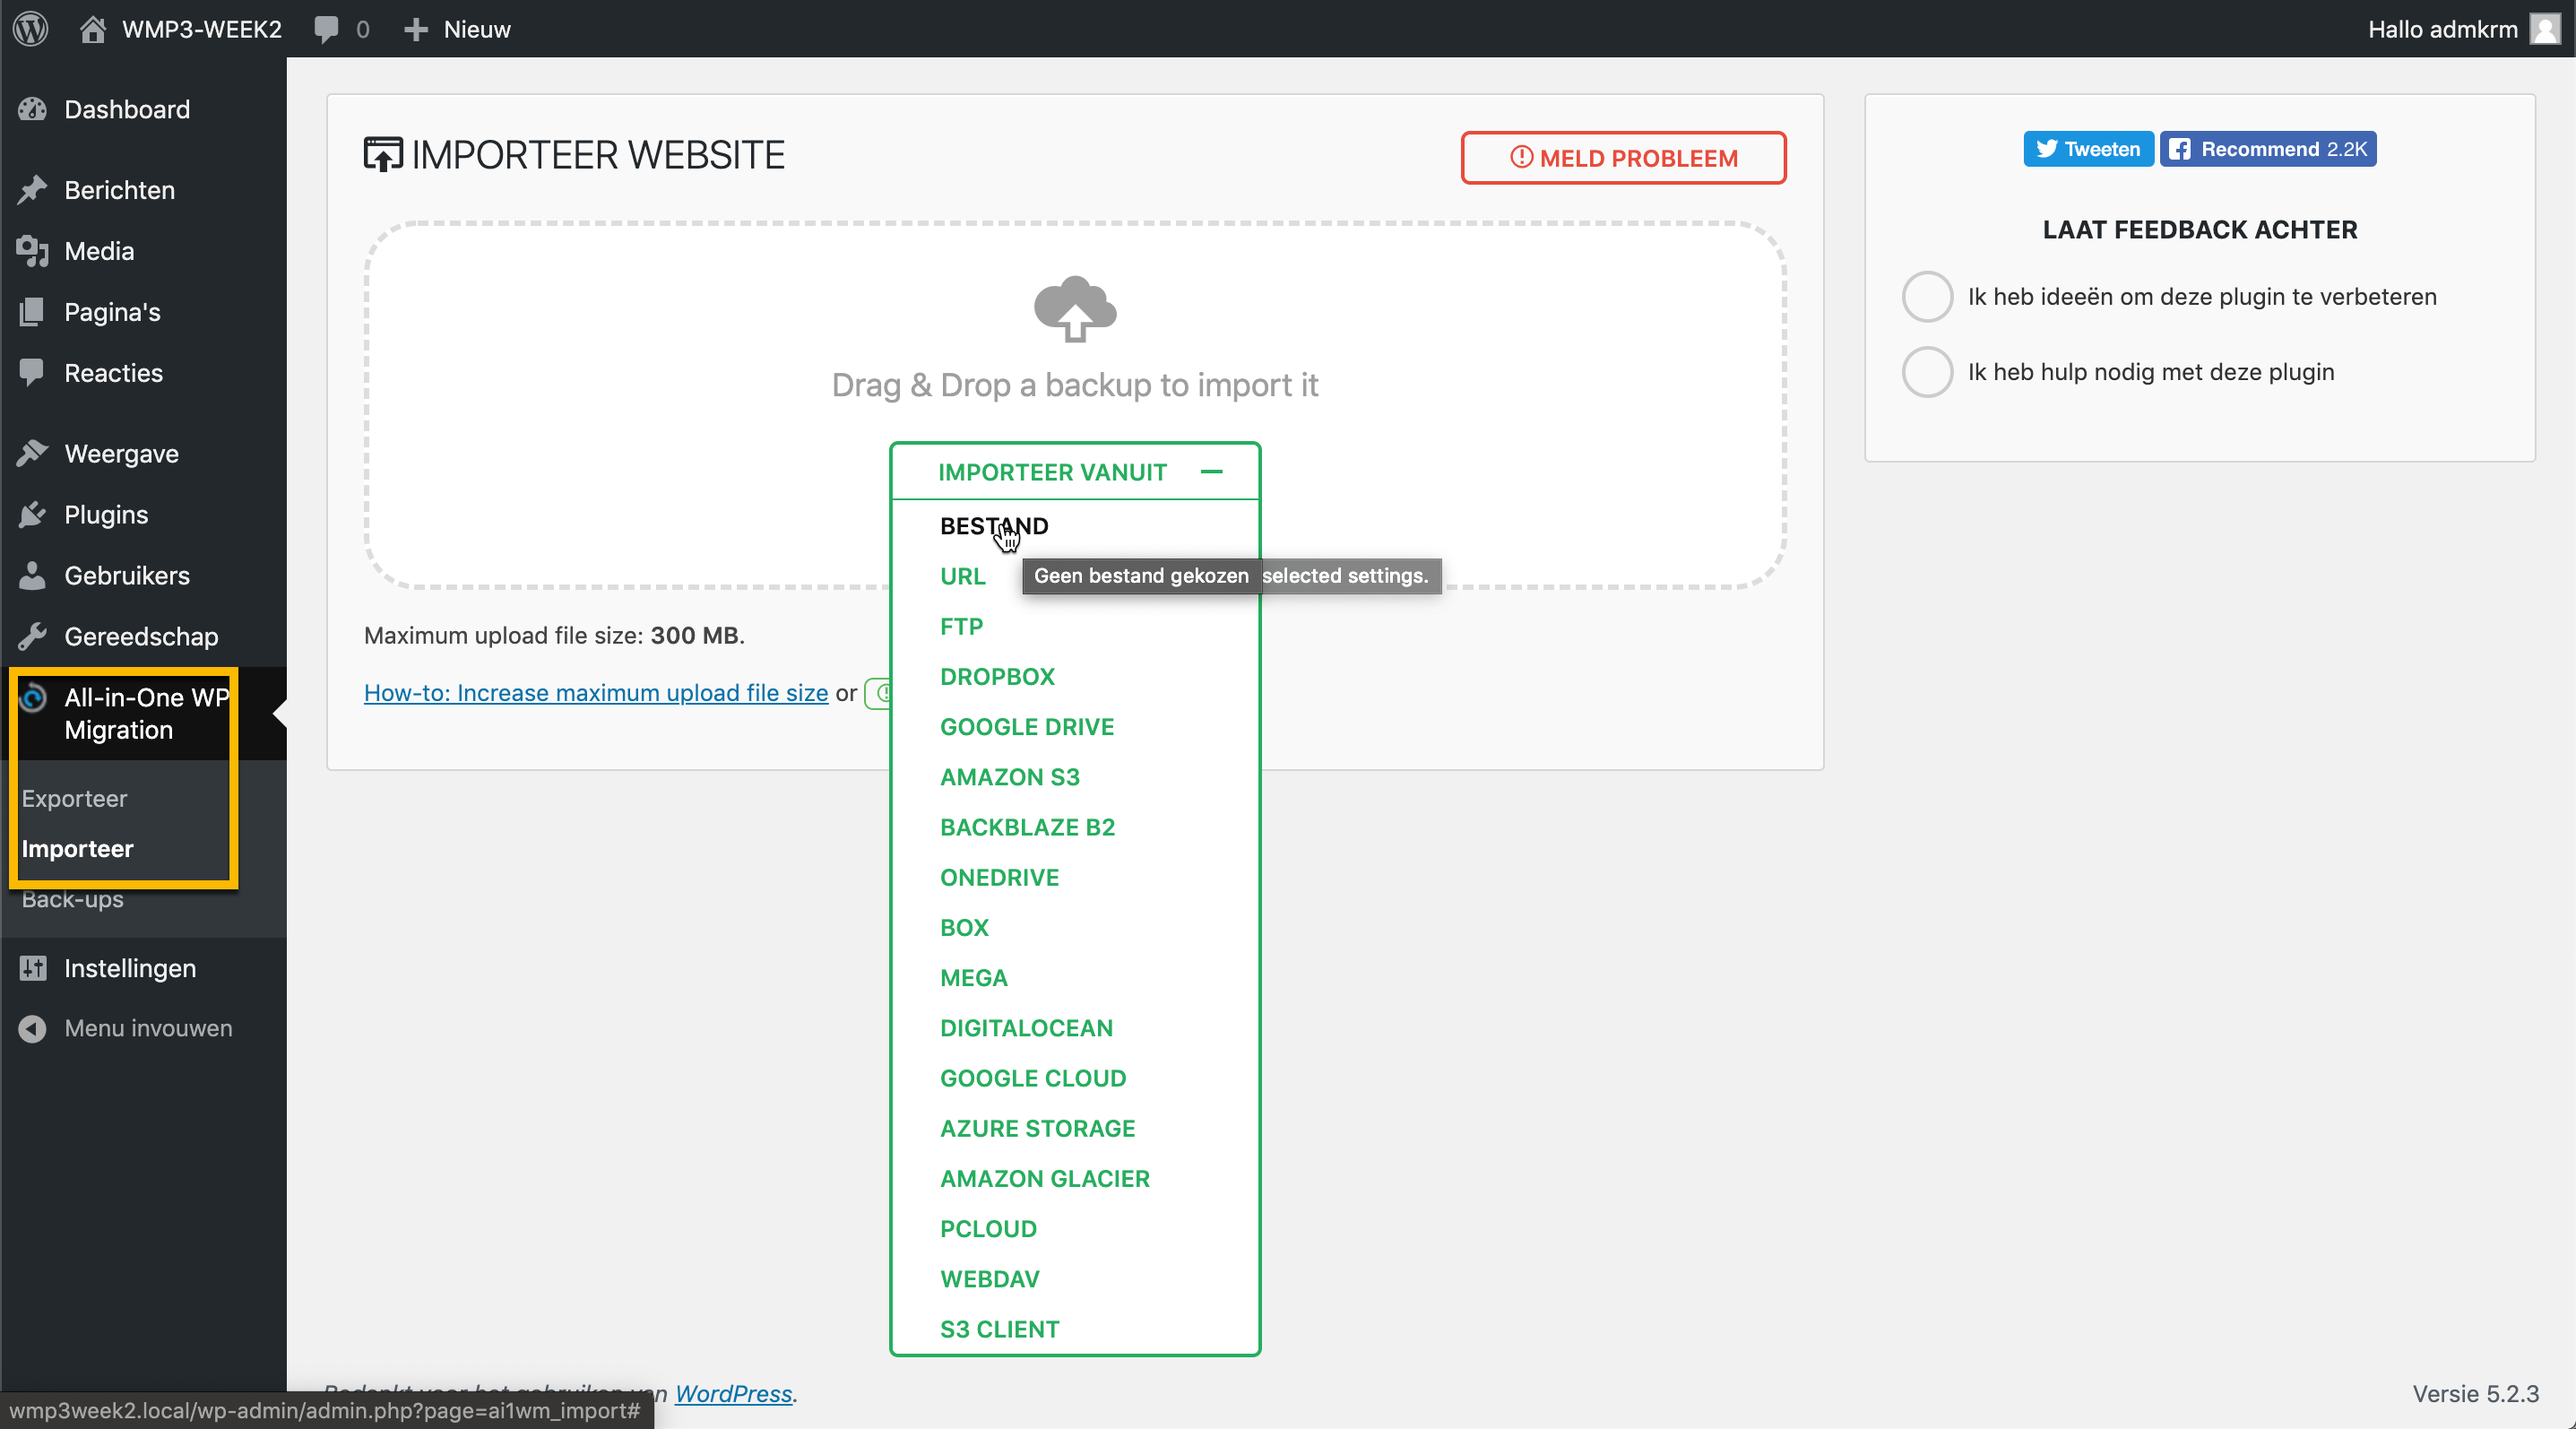 WMP3-WEEK2
0
Nieuw
Hallo admkrm
Dashboard
Berichten
Media
Pagina's
Reacties
Weergave
Plugins
Gebruikers
Gereedschap
All-in-One WP
Migration
Exporteer
Importeer
Back-ups
Instellingen
Menu invouwen
IMPORTEER WEBSITE
MELD PROBLEEM
Drag & Drop a backup to import it
IMPORTEER VANUIT
BESTAND
URL
Geen bestand gekozen
selected settings.
FTP
DROPBOX
GOOGLE DRIVE
AMAZON S3
BACKBLAZE B2
ONEDRIVE
BOX
MEGA
DIGITALOCEAN
GOOGLE CLOUD
AZURE STORAGE
AMAZON GLACIER
PCLOUD
WEBDAV
S3 CLIENT
Maximum upload file size: 300 MB.
How-to: Increase maximum upload file size or
Tweeten
Recommend 2.2K
LAAT FEEDBACK ACHTER
Ik heb ideeën om deze plugin te verbeteren
Ik heb hulp nodig met deze plugin
WordPress.
Versie 5.2.3
wmp3week2.local/wp-admin/admin.php?page=ai1wm_import#